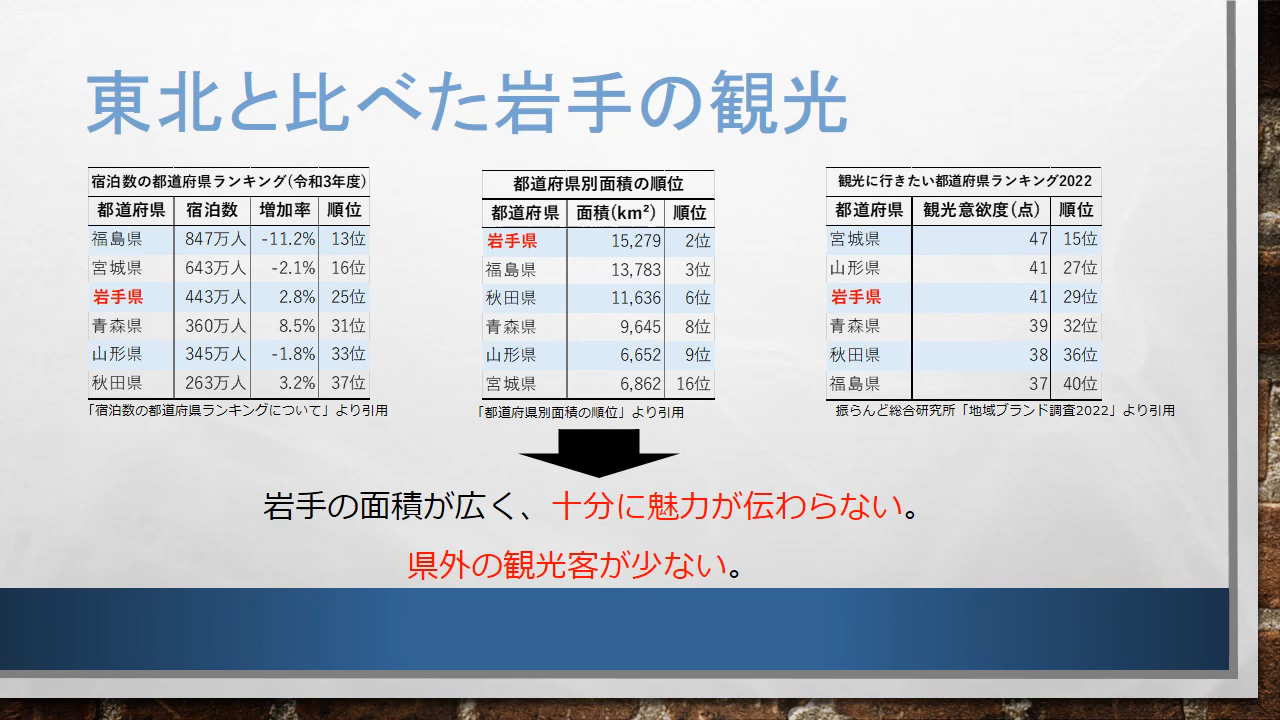 東北と比べた岩手の観光
宿泊数の都道府県ランキング(令和3年度)
都道府県 宿泊数 増加率 順位
福島県 847万人 -11.2% 13位
宮城県 643万人 -2.1% 16位
岩手県 443万人 2.8% 25位
青森県 360万人 8.5% 31位
山形県 345万人 -1.8% 33位
秋田県 263万人 3.2% 37位
「宿泊数の都道府県ランキングについて」より引用
都道府県別面積の順位
都道府県 面積(km²) 順位
岩手県 15,279 2位
福島県 13,783 3位
秋田県 11,636 6位
青森県 9,645 8位
山形県 6,652 9位
宮城県 6,862 16位
「都道府県別面積の順位」より引用
観光に行きたい都道府県ランキング2022
都道府県 観光意欲度(点) 順位
宮城県 47 15位
山形県 41 27位
岩手県 41 29位
青森県 39 32位
秋田県 38 36位
福島県 37 40位
振らんど総合研究所「地域ブランド調査2022」より引用
岩手の面積が広く、十分に魅力が伝わらない。
県外の観光客が少ない。